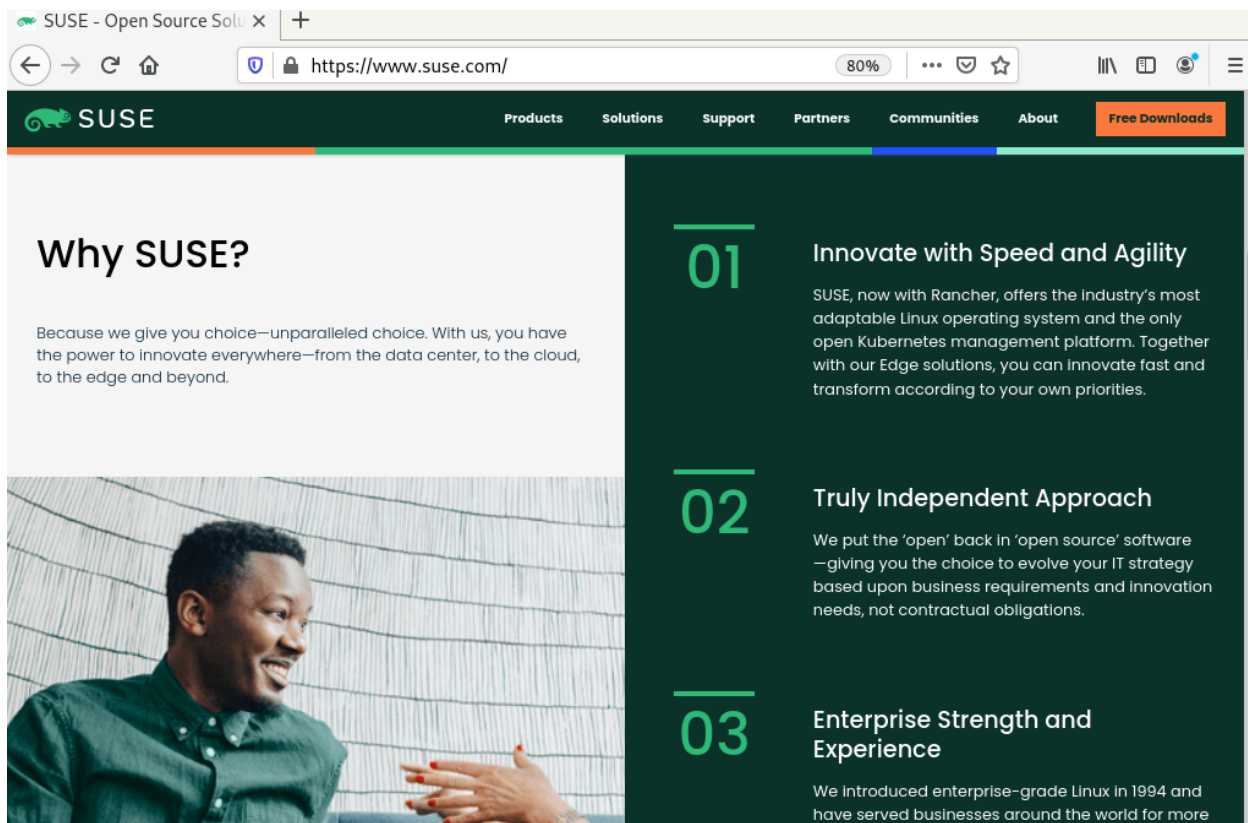 SUSE - Open Source Solu
https://www.suse.com/
80%
SUSE
Products Solutions Support Partners Communities About Free Downloads
Why SUSE?
Because we give you choice—unparalleled choice. With us, you have
the power to innovate everywhere—from the data center, to the cloud,
to the edge and beyond.
01
Innovate with Speed and Agility
SUSE, now with Rancher, offers the industry’s most
adaptable Linux operating system and the only
open Kubernetes management platform. Together
with our Edge solutions, you can innovate fast and
transform according to your own priorities.
02
Truly Independent Approach
We put the ‘open’ back in ‘open source’ software
—giving you the choice to evolve your IT strategy
based upon business requirements and innovation
needs, not contractual obligations.
03
Enterprise Strength and
Experience
We introduced enterprise-grade Linux in 1994 and
have served businesses around the world for more